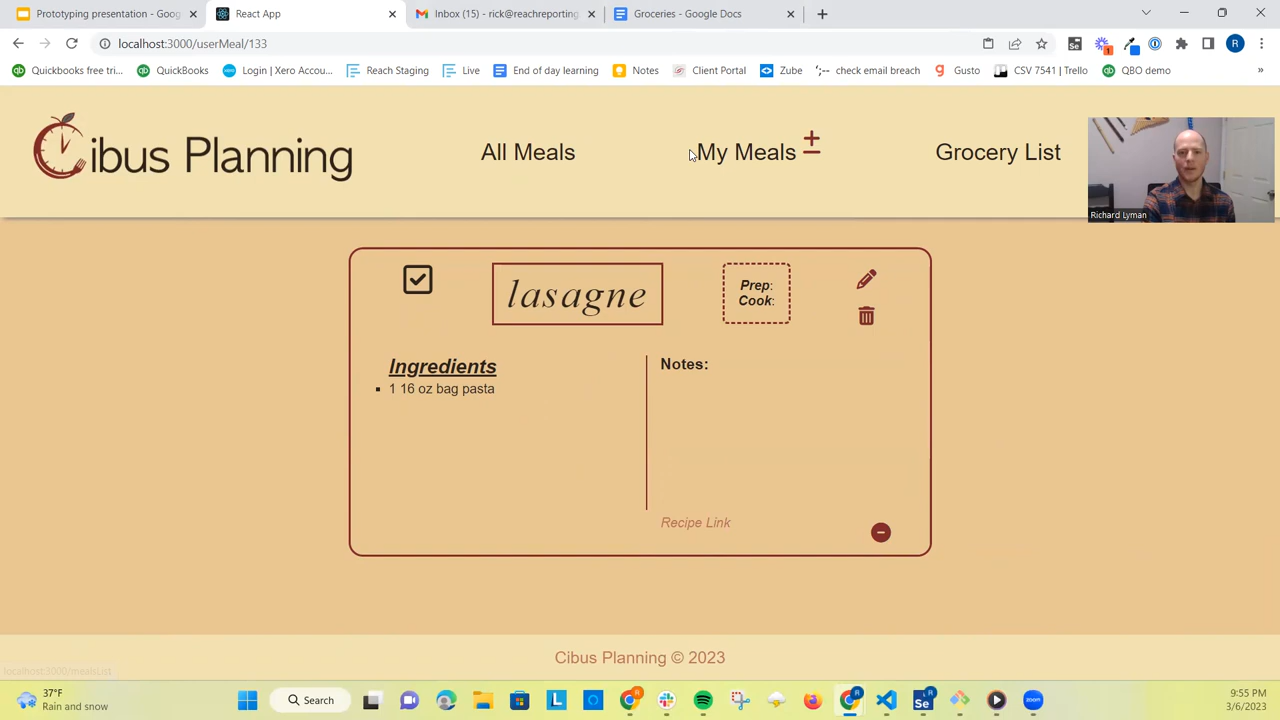 Prototyping presentation - Goog
React App
Inbox (15) - rick@reachreporting
Groceries - Google Docs
localhost:3000/userMeal/133
Quickbooks free tri...
QuickBooks
Login | Xero Accou...
Reach Staging
Live
End of day learning
Notes
Client Portal
Zube
check email breach
Gusto
CSV 7541 | Trello
QBO demo
Cibus Planning
All Meals
My Meals
Grocery List
Richard Lyman
lasagne
Prep:
Cook:
Ingredients
1 16 oz bag pasta
Notes:
Recipe Link
Cibus Planning © 2023
localhost:3000/mealsList
37°F
Rain and snow
Search
9:55 PM
3/6/2023